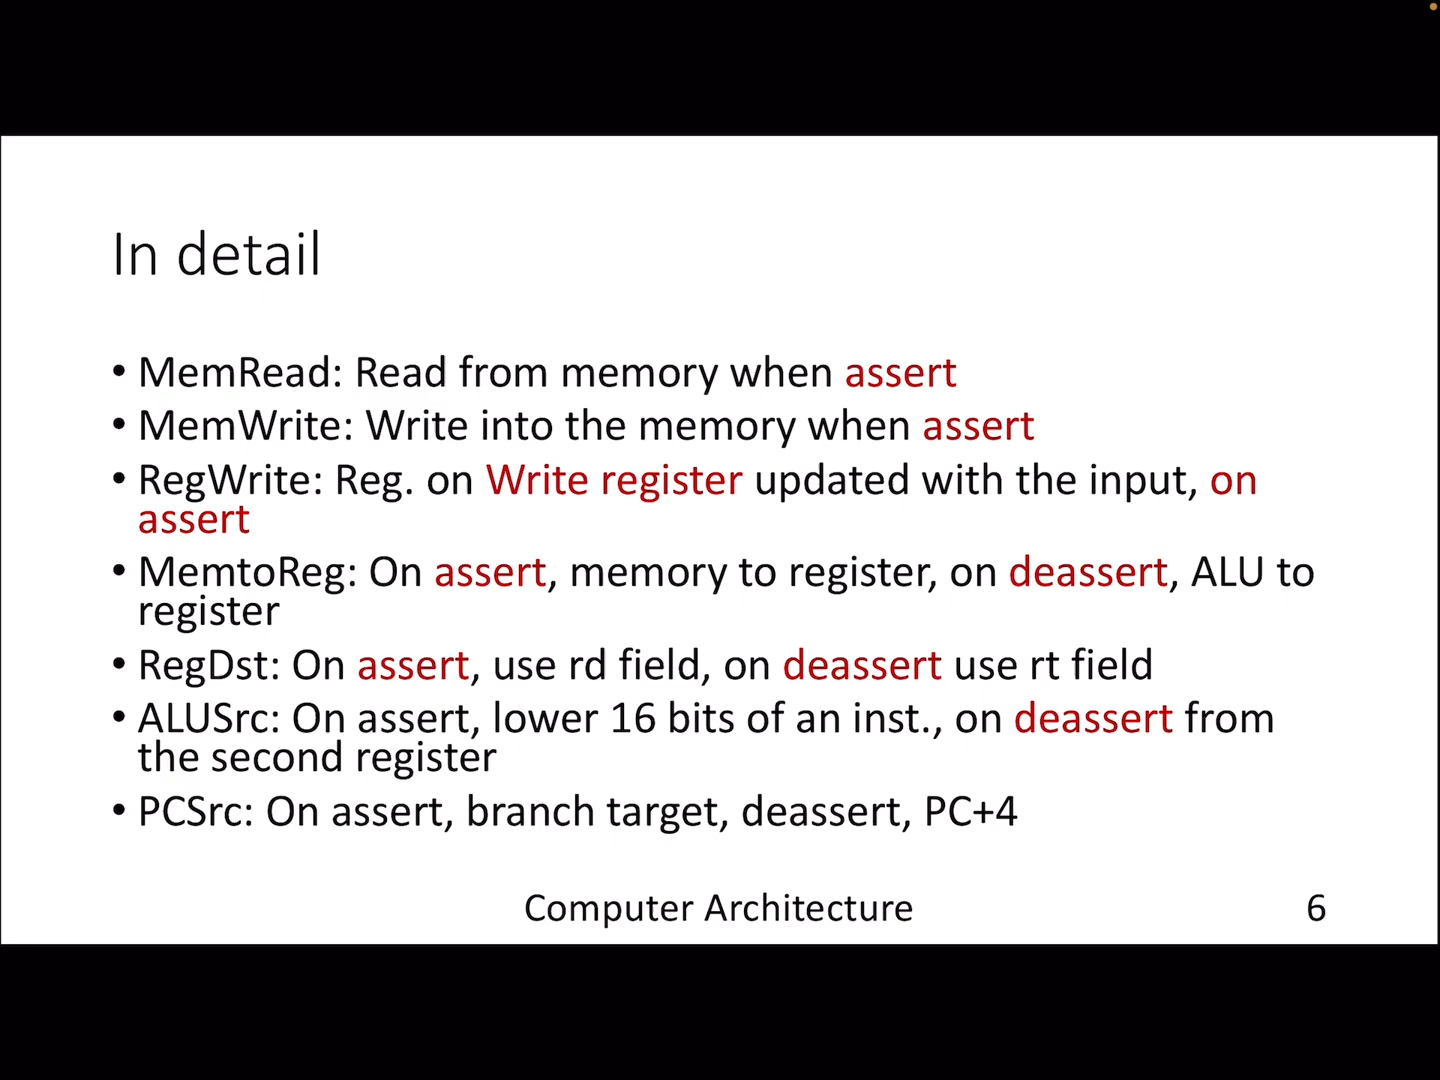 In detail
• MemRead: Read from memory when assert
• MemWrite: Write into the memory when assert
• RegWrite: Reg. on Write register updated with the input, on
assert
• MemtoReg: On assert, memory to register, on deassert, ALU to
register
• RegDst: On assert, use rd field, on deassert use rt field
• ALUSrc: On assert, lower 16 bits of an inst., on deassert from
the second register
• PCSrc: On assert, branch target, deassert, PC+4
Computer Architecture
6